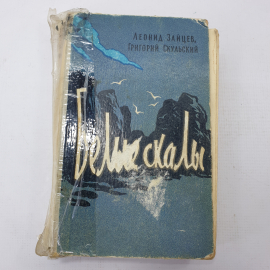 Леонид Зайцев,
Григорий Скульский
Белые скалы